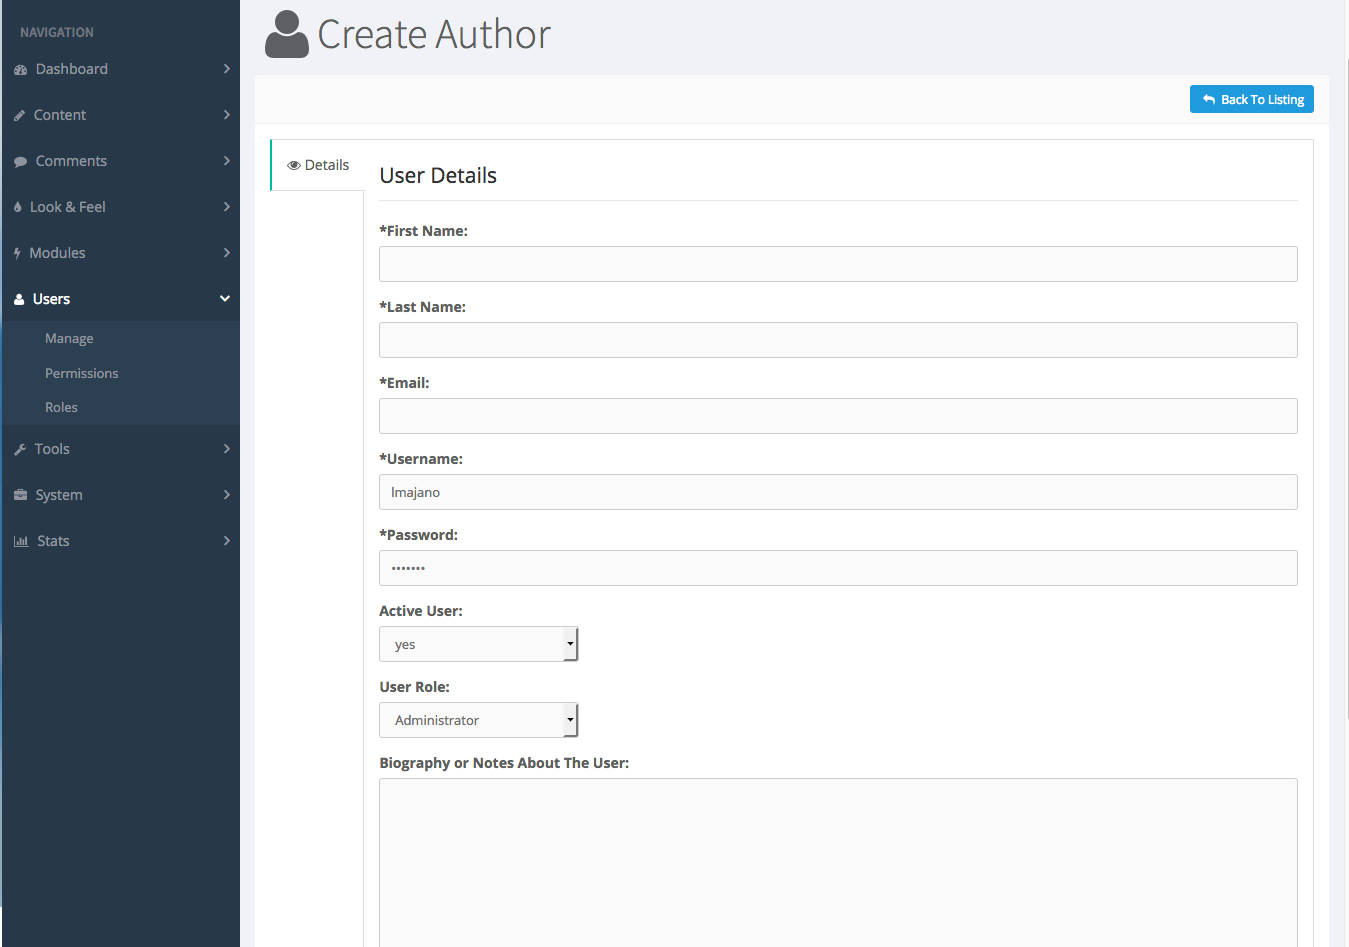 NAVIGATION
Dashboard
Content
Comments
Look & Feel
Modules
Users
Manage
Permissions
Roles
Tools
System
Stats
Create Author
Back To Listing
Details
User Details
*First Name:
*Last Name:
*Email:
*Username:
lmajano
*Password:
•••••••
Active User:
yes
User Role:
Administrator
Biography or Notes About The User: